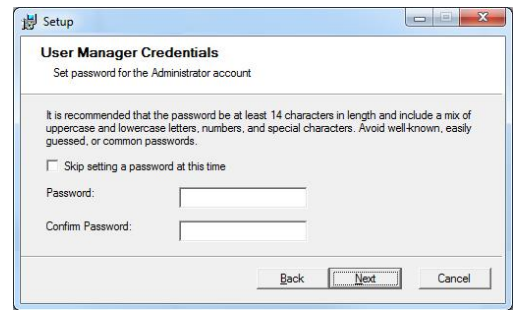 Setup
User Manager Credentials
Set password for the Administrator account
It is recommended that the password be at least 14 characters in length and include a mix of
uppercase and lowercase letters, numbers, and special characters. Avoid well-known, easily
guessed, or common passwords.
Skip setting a password at this time
Password:
Confirm Password:
Back Next Cancel